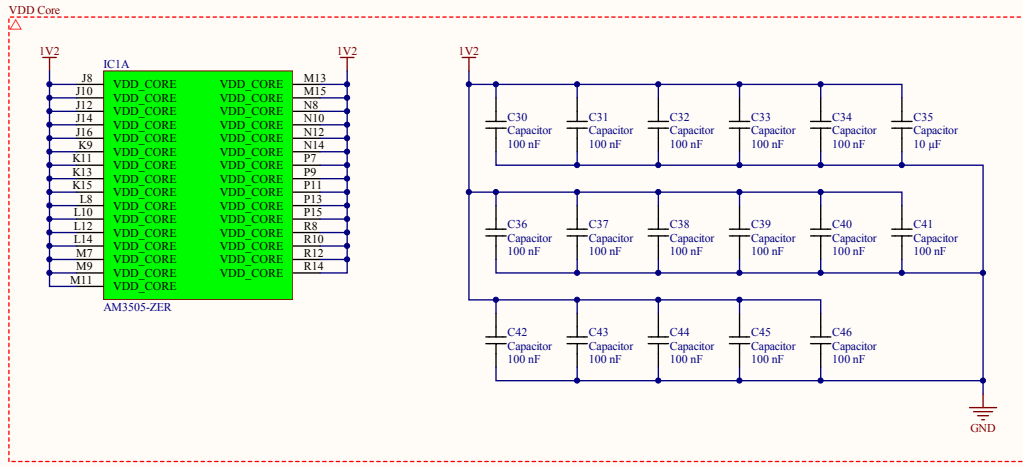 VDD Core
1V2
1V2
1V2
IC1A
J8 VDD_CORE VDD_CORE M13
J10 VDD_CORE VDD_CORE M15
J12 VDD_CORE VDD_CORE N8
J14 VDD_CORE VDD_CORE N10
J16 VDD_CORE VDD_CORE N12
K9 VDD_CORE VDD_CORE N14
K11 VDD_CORE VDD_CORE P7
K13 VDD_CORE VDD_CORE P9
K15 VDD_CORE VDD_CORE P11
L8 VDD_CORE VDD_CORE P13
L10 VDD_CORE VDD_CORE P15
L12 VDD_CORE VDD_CORE R8
L14 VDD_CORE VDD_CORE R10
M7 VDD_CORE VDD_CORE R12
M9 VDD_CORE VDD_CORE R14
M11 VDD_CORE
AM3505-ZER
C30
Capacitor
100 nF
C31
Capacitor
100 nF
C32
Capacitor
100 nF
C33
Capacitor
100 nF
C34
Capacitor
100 nF
C35
Capacitor
10 µF
C36
Capacitor
100 nF
C37
Capacitor
100 nF
C38
Capacitor
100 nF
C39
Capacitor
100 nF
C40
Capacitor
100 nF
C41
Capacitor
100 nF
C42
Capacitor
100 nF
C43
Capacitor
100 nF
C44
Capacitor
100 nF
C45
Capacitor
100 nF
C46
Capacitor
100 nF
GND